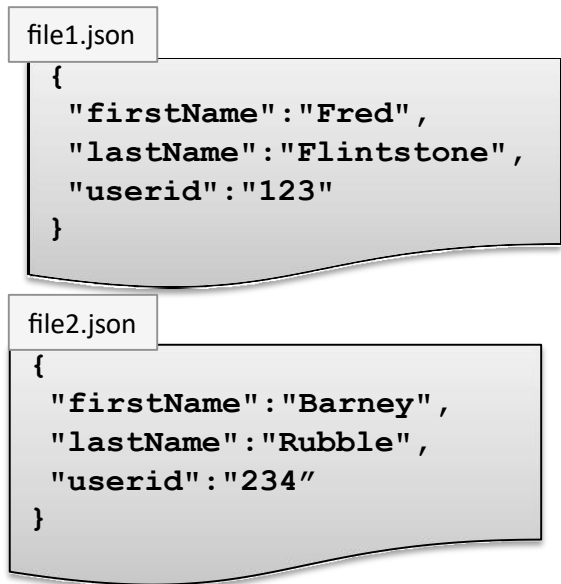 file1.json
{
"firstName":"Fred",
"lastName":"Flintstone",
"userid":"123"
}
file2.json
{
"firstName":"Barney",
"lastName":"Rubble",
"userid":"234”
}